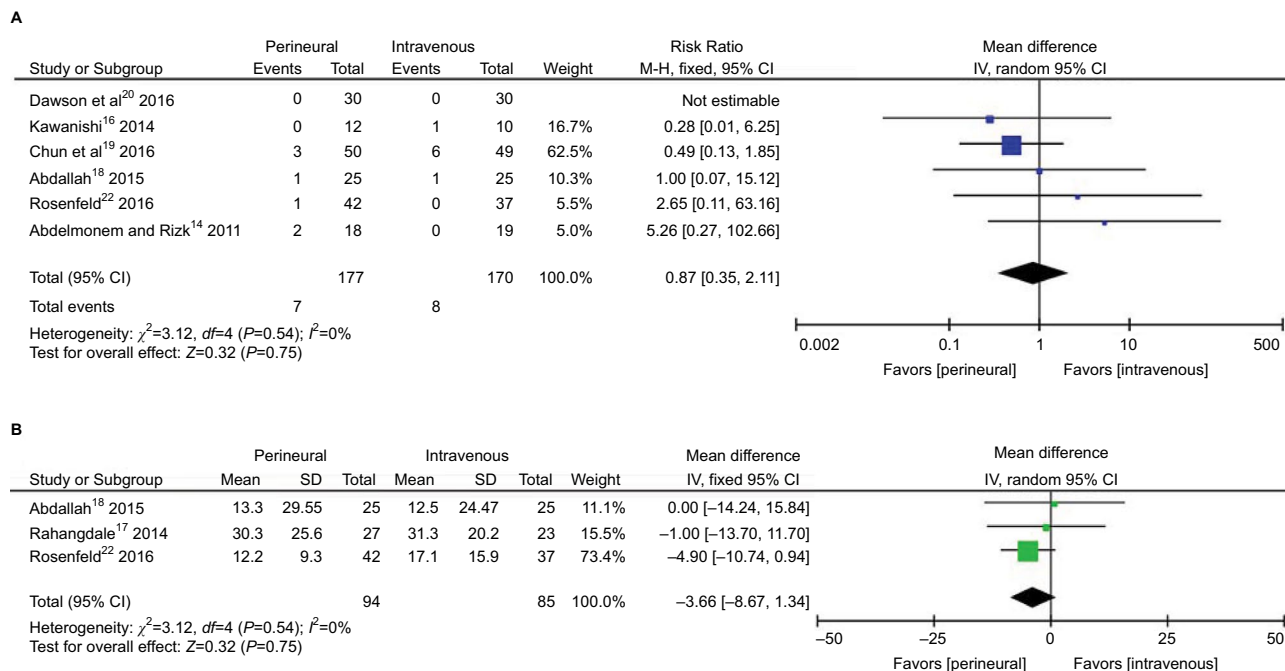 A
Perineural Intravenous Risk Ratio Mean difference
Study or Subgroup Events Total Events Total Weight M-H, fixed, 95% CI IV, random 95% CI
Dawson et al20 2016 0 30 0 30 Not estimable
Kawanishi16 2014 0 12 1 10 16.7% 0.28 [0.01, 6.25]
Chun et al19 2016 3 50 6 49 62.5% 0.49 [0.13, 1.85]
Abdallah18 2015 1 25 1 25 10.3% 1.00 [0.07, 15.12]
Rosenfeld22 2016 1 42 0 37 5.5% 2.65 [0.11, 63.16]
Abdelmonem and Rizk14 2011 2 18 0 19 5.0% 5.26 [0.27, 102.66]
Total (95% CI) 177 170 100.0% 0.87 [0.35, 2.11]
Total events 7 8
Heterogeneity: χ2=3.12, df=4 (P=0.54); I2=0%
Test for overall effect: Z=0.32 (P=0.75)
0.002 0.1 1 10 500
Favors [perineural] Favors [intravenous]
B
Perineural Intravenous Mean difference Mean difference
Study or Subgroup Mean SD Total Mean SD Total Weight IV, fixed 95% CI IV, random 95% CI
Abdallah18 2015 13.3 29.55 25 12.5 24.47 25 11.1% 0.00 [–14.24, 15.84]
Rahangdale17 2014 30.3 25.6 27 31.3 20.2 23 15.5% –1.00 [–13.70, 11.70]
Rosenfeld22 2016 12.2 9.3 42 17.1 15.9 37 73.4% –4.90 [–10.74, 0.94]
Total (95% CI) 94 85 100.0% –3.66 [–8.67, 1.34]
Heterogeneity: χ2=3.12, df=4 (P=0.54); I2=0%
Test for overall effect: Z=0.32 (P=0.75)
–50 –25 0 25 50
Favors [perineural] Favors [intravenous]